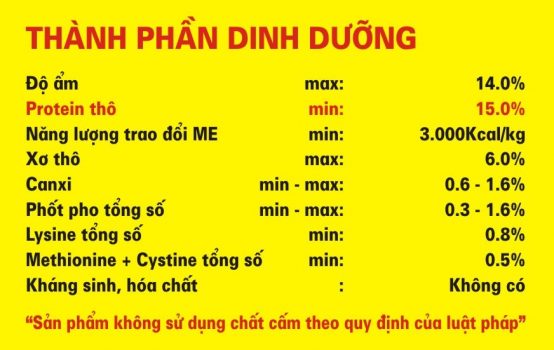 THÀNH PHẦN DINH DƯỠNG
Độ ẩm max: 14.0%
Protein thô min: 15.0%
Năng lượng trao đổi ME min: 3.000Kcal/kg
Xơ thô max: 6.0%
Canxi min - max: 0.6 - 1.6%
Phốt pho tổng số min - max: 0.3 - 1.6%
Lysine tổng số min: 0.8%
Methionine + Cystine tổng số min: 0.5%
Kháng sinh, hóa chất : Không có
“Sản phẩm không sử dụng chất cấm theo quy định của luật pháp”